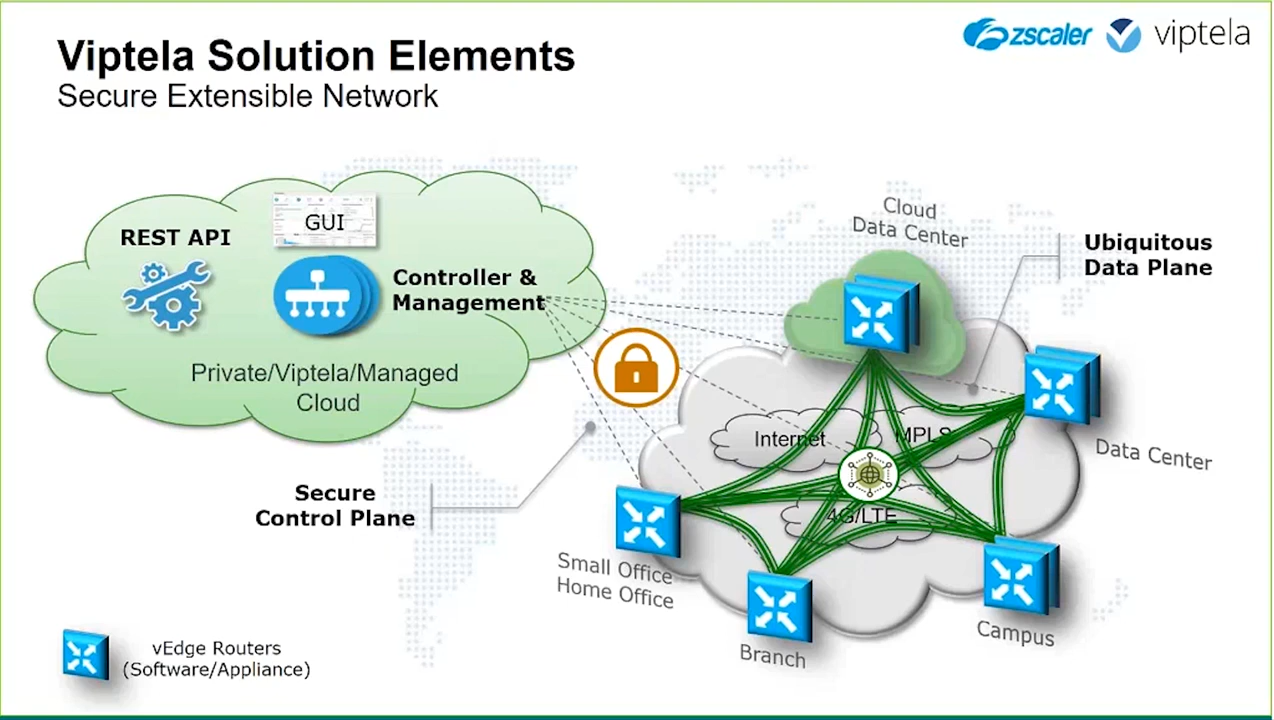 Viptela Solution Elements
Secure Extensible Network
zscaler
viptela
REST API
GUI
Controller &
Management
Private/Viptela/Managed
Cloud
Secure
Control Plane
Cloud
Data Center
Ubiquitous
Data Plane
Internet
MPLS
4G/LTE
Data Center
Small Office
Home Office
Branch
Campus
vEdge Routers
(Software/Appliance)